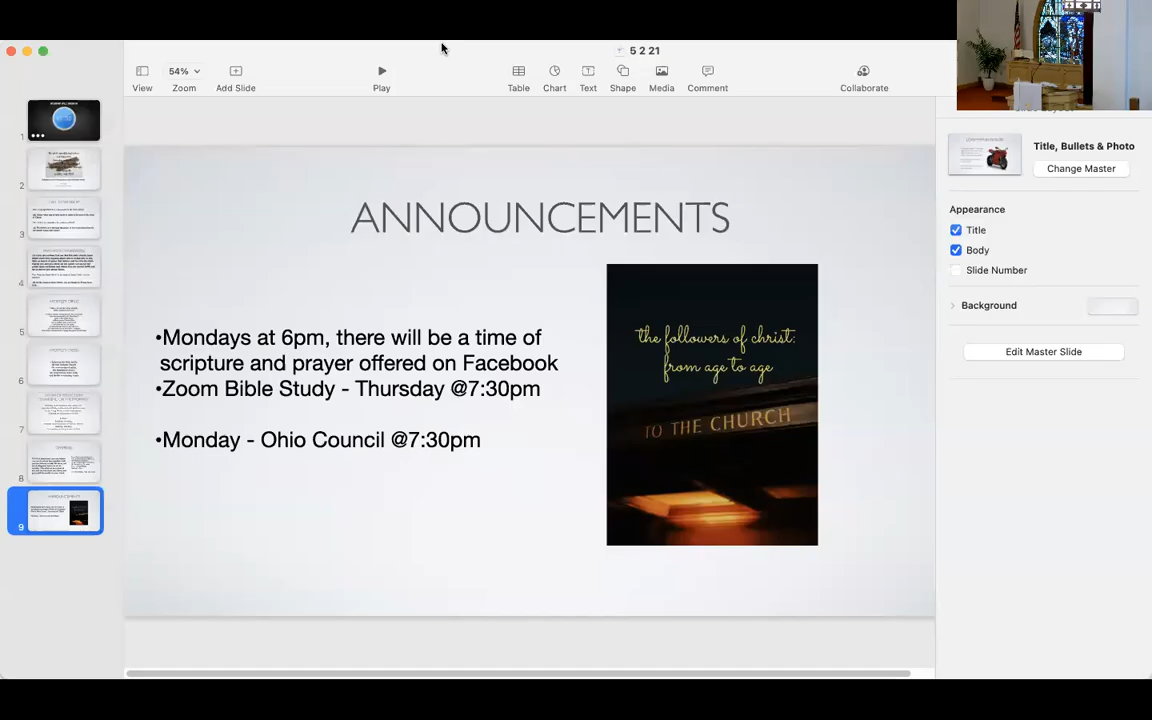 5 2 21
54%
View
Zoom
Add Slide
Play
Table
Chart
Text
Shape
Media
Comment
Collaborate
1
2
3
4
5
6
7
8
9
ANNOUNCEMENTS
•Mondays at 6pm, there will be a time of
scripture and prayer offered on Facebook
•Zoom Bible Study - Thursday @7:30pm
•Monday - Ohio Council @7:30pm
the followers of christ:
from age to age
TO THE CHURCH
Title, Bullets & Photo
Change Master
Appearance
Title
Body
Slide Number
Background
Edit Master Slide